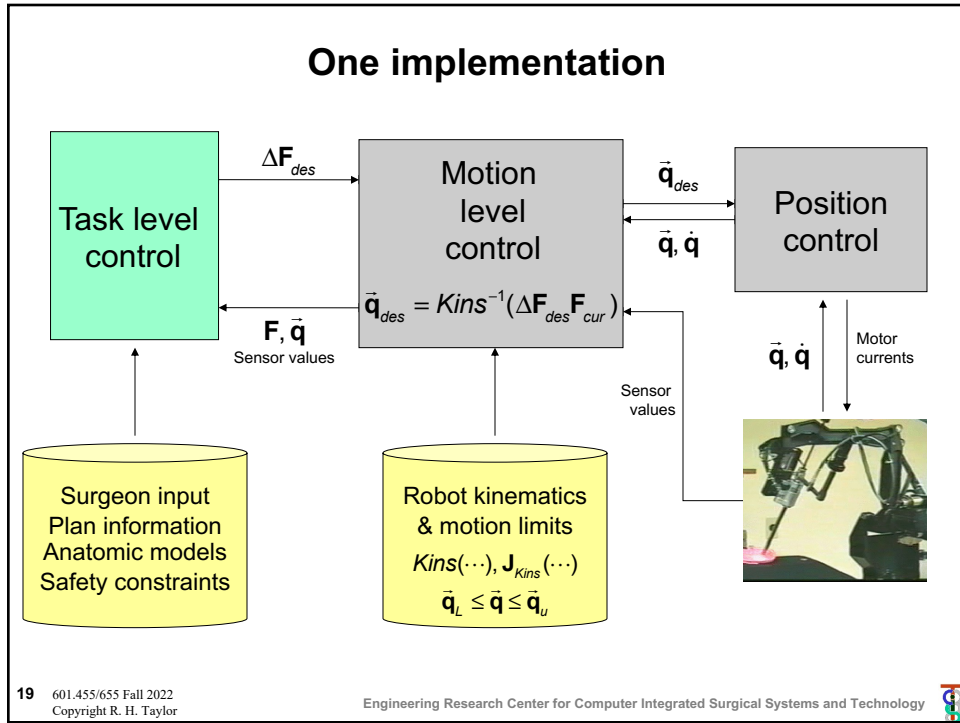 One implementation
Task level
control
ΔF_des
F, q⃗
Sensor values
Motion
level
control
q⃗_des = Kins⁻¹(ΔF_des F_cur)
q⃗_des
q⃗, q̇
Position
control
q⃗, q̇
Motor
currents
Sensor
values
Surgeon input
Plan information
Anatomic models
Safety constraints
Robot kinematics
& motion limits
Kins(⋯), J_Kins(⋯)
q⃗_L ≤ q⃗ ≤ q⃗_u
19 601.455/655 Fall 2022
Copyright R. H. Taylor
Engineering Research Center for Computer Integrated Surgical Systems and Technology